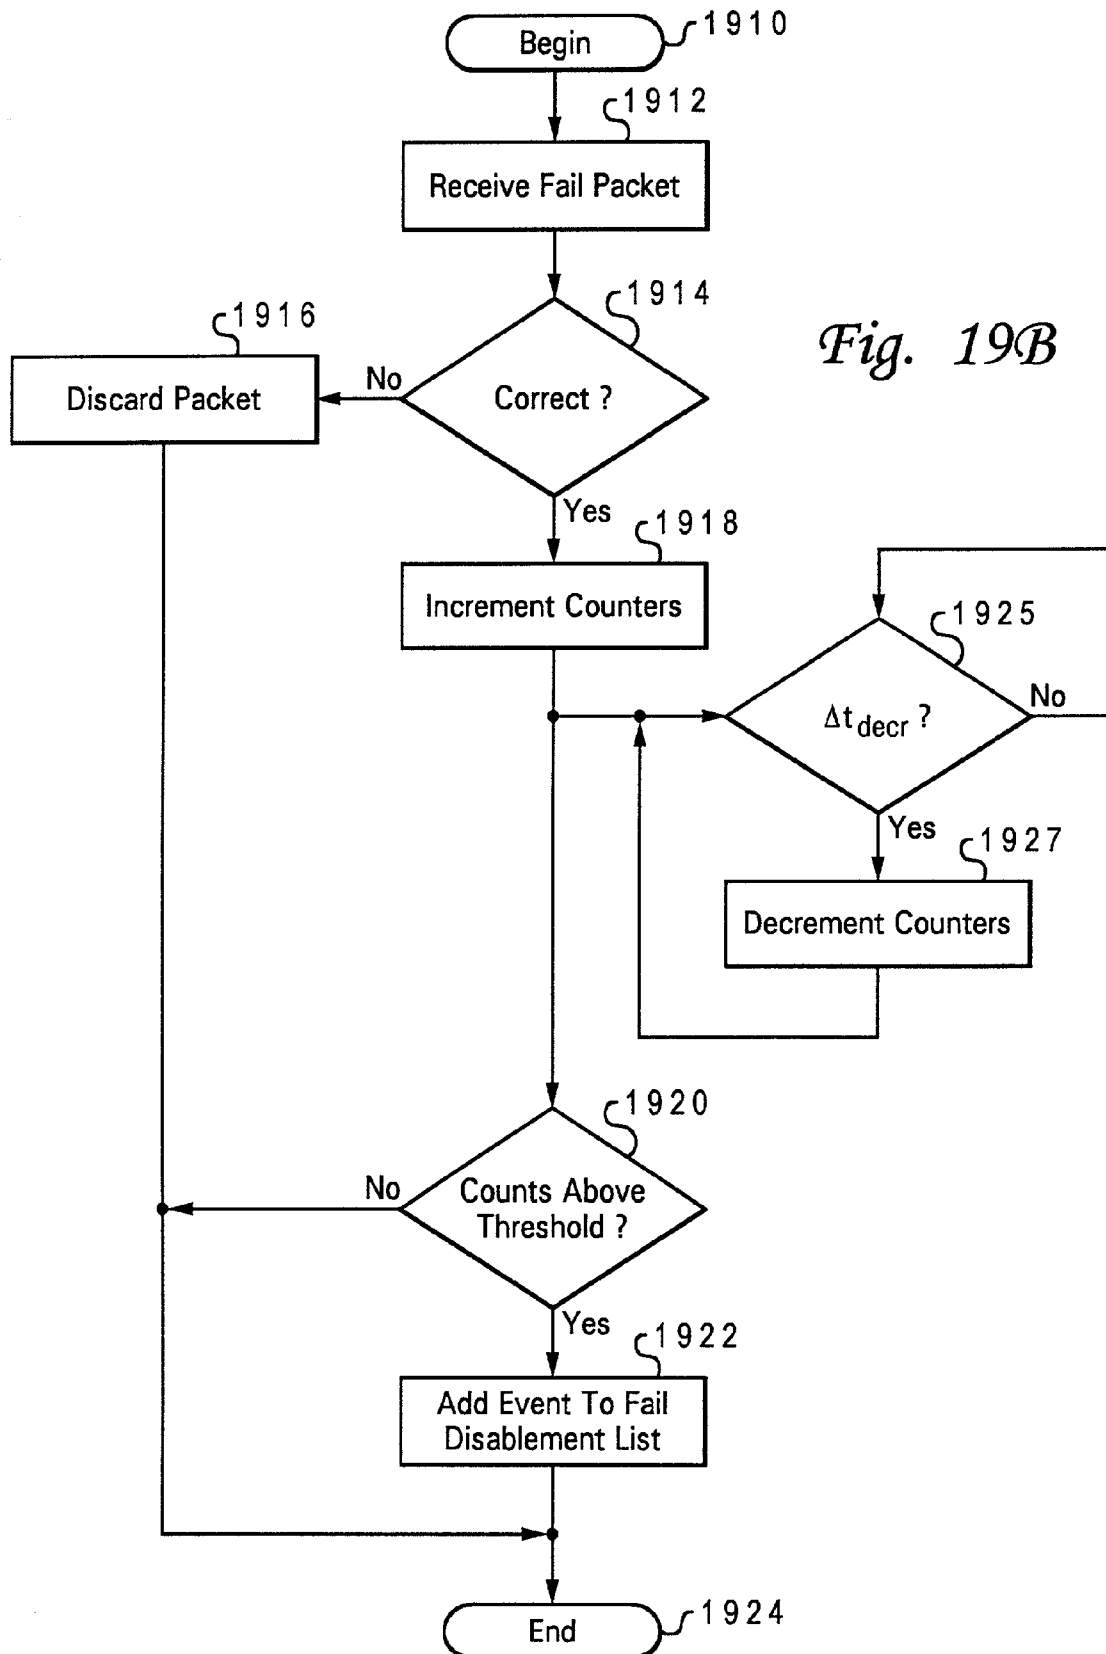 Begin
1910
1912
Receive Fail Packet
1914
Correct ?
No
Yes
1916
Discard Packet
Fig. 19B
1918
Increment Counters
1925
Δtdecr ?
No
Yes
1927
Decrement Counters
1920
Counts Above
Threshold ?
No
Yes
1922
Add Event To Fail
Disablement List
End
1924